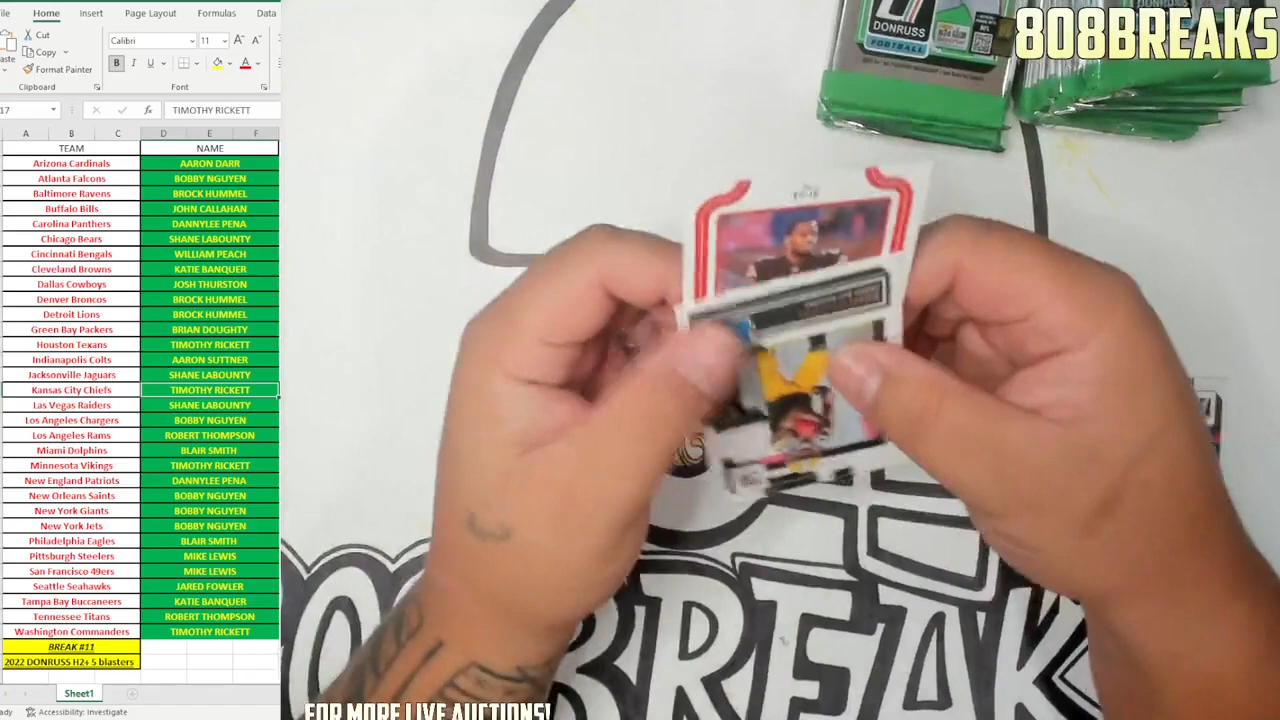 File Home Insert Page Layout Formulas Data
Cut
Copy
Format Painter
Clipboard
Calibri 11
B I U
Font
17 TIMOTHY RICKETT
A B C D E F
TEAM NAME
Arizona Cardinals AARON DARR
Atlanta Falcons BOBBY NGUYEN
Baltimore Ravens BROCK HUMMEL
Buffalo Bills JOHN CALLAHAN
Carolina Panthers DANNYLEE PENA
Chicago Bears SHANE LABOUNTY
Cincinnati Bengals WILLIAM PEACH
Cleveland Browns KATIE BANQUER
Dallas Cowboys JOSH THURSTON
Denver Broncos BROCK HUMMEL
Detroit Lions BROCK HUMMEL
Green Bay Packers BRIAN DOUGHTY
Houston Texans TIMOTHY RICKETT
Indianapolis Colts AARON SUTTNER
Jacksonville Jaguars SHANE LABOUNTY
Kansas City Chiefs TIMOTHY RICKETT
Las Vegas Raiders SHANE LABOUNTY
Los Angeles Chargers BOBBY NGUYEN
Los Angeles Rams ROBERT THOMPSON
Miami Dolphins BLAIR SMITH
Minnesota Vikings TIMOTHY RICKETT
New England Patriots DANNYLEE PENA
New Orleans Saints BOBBY NGUYEN
New York Giants BOBBY NGUYEN
New York Jets BOBBY NGUYEN
Philadelphia Eagles BLAIR SMITH
Pittsburgh Steelers MIKE LEWIS
San Francisco 49ers MIKE LEWIS
Seattle Seahawks JARED FOWLER
Tampa Bay Buccaneers KATIE BANQUER
Tennessee Titans ROBERT THOMPSON
Washington Commanders TIMOTHY RICKETT
BREAK #11
2022 DONRUSS H2+ 5 blasters
Sheet1
Accessibility: Investigate
808BREAKS
DONRUSS
FOOTBALL
BREAK
FOR MORE LIVE AUCTIONS!